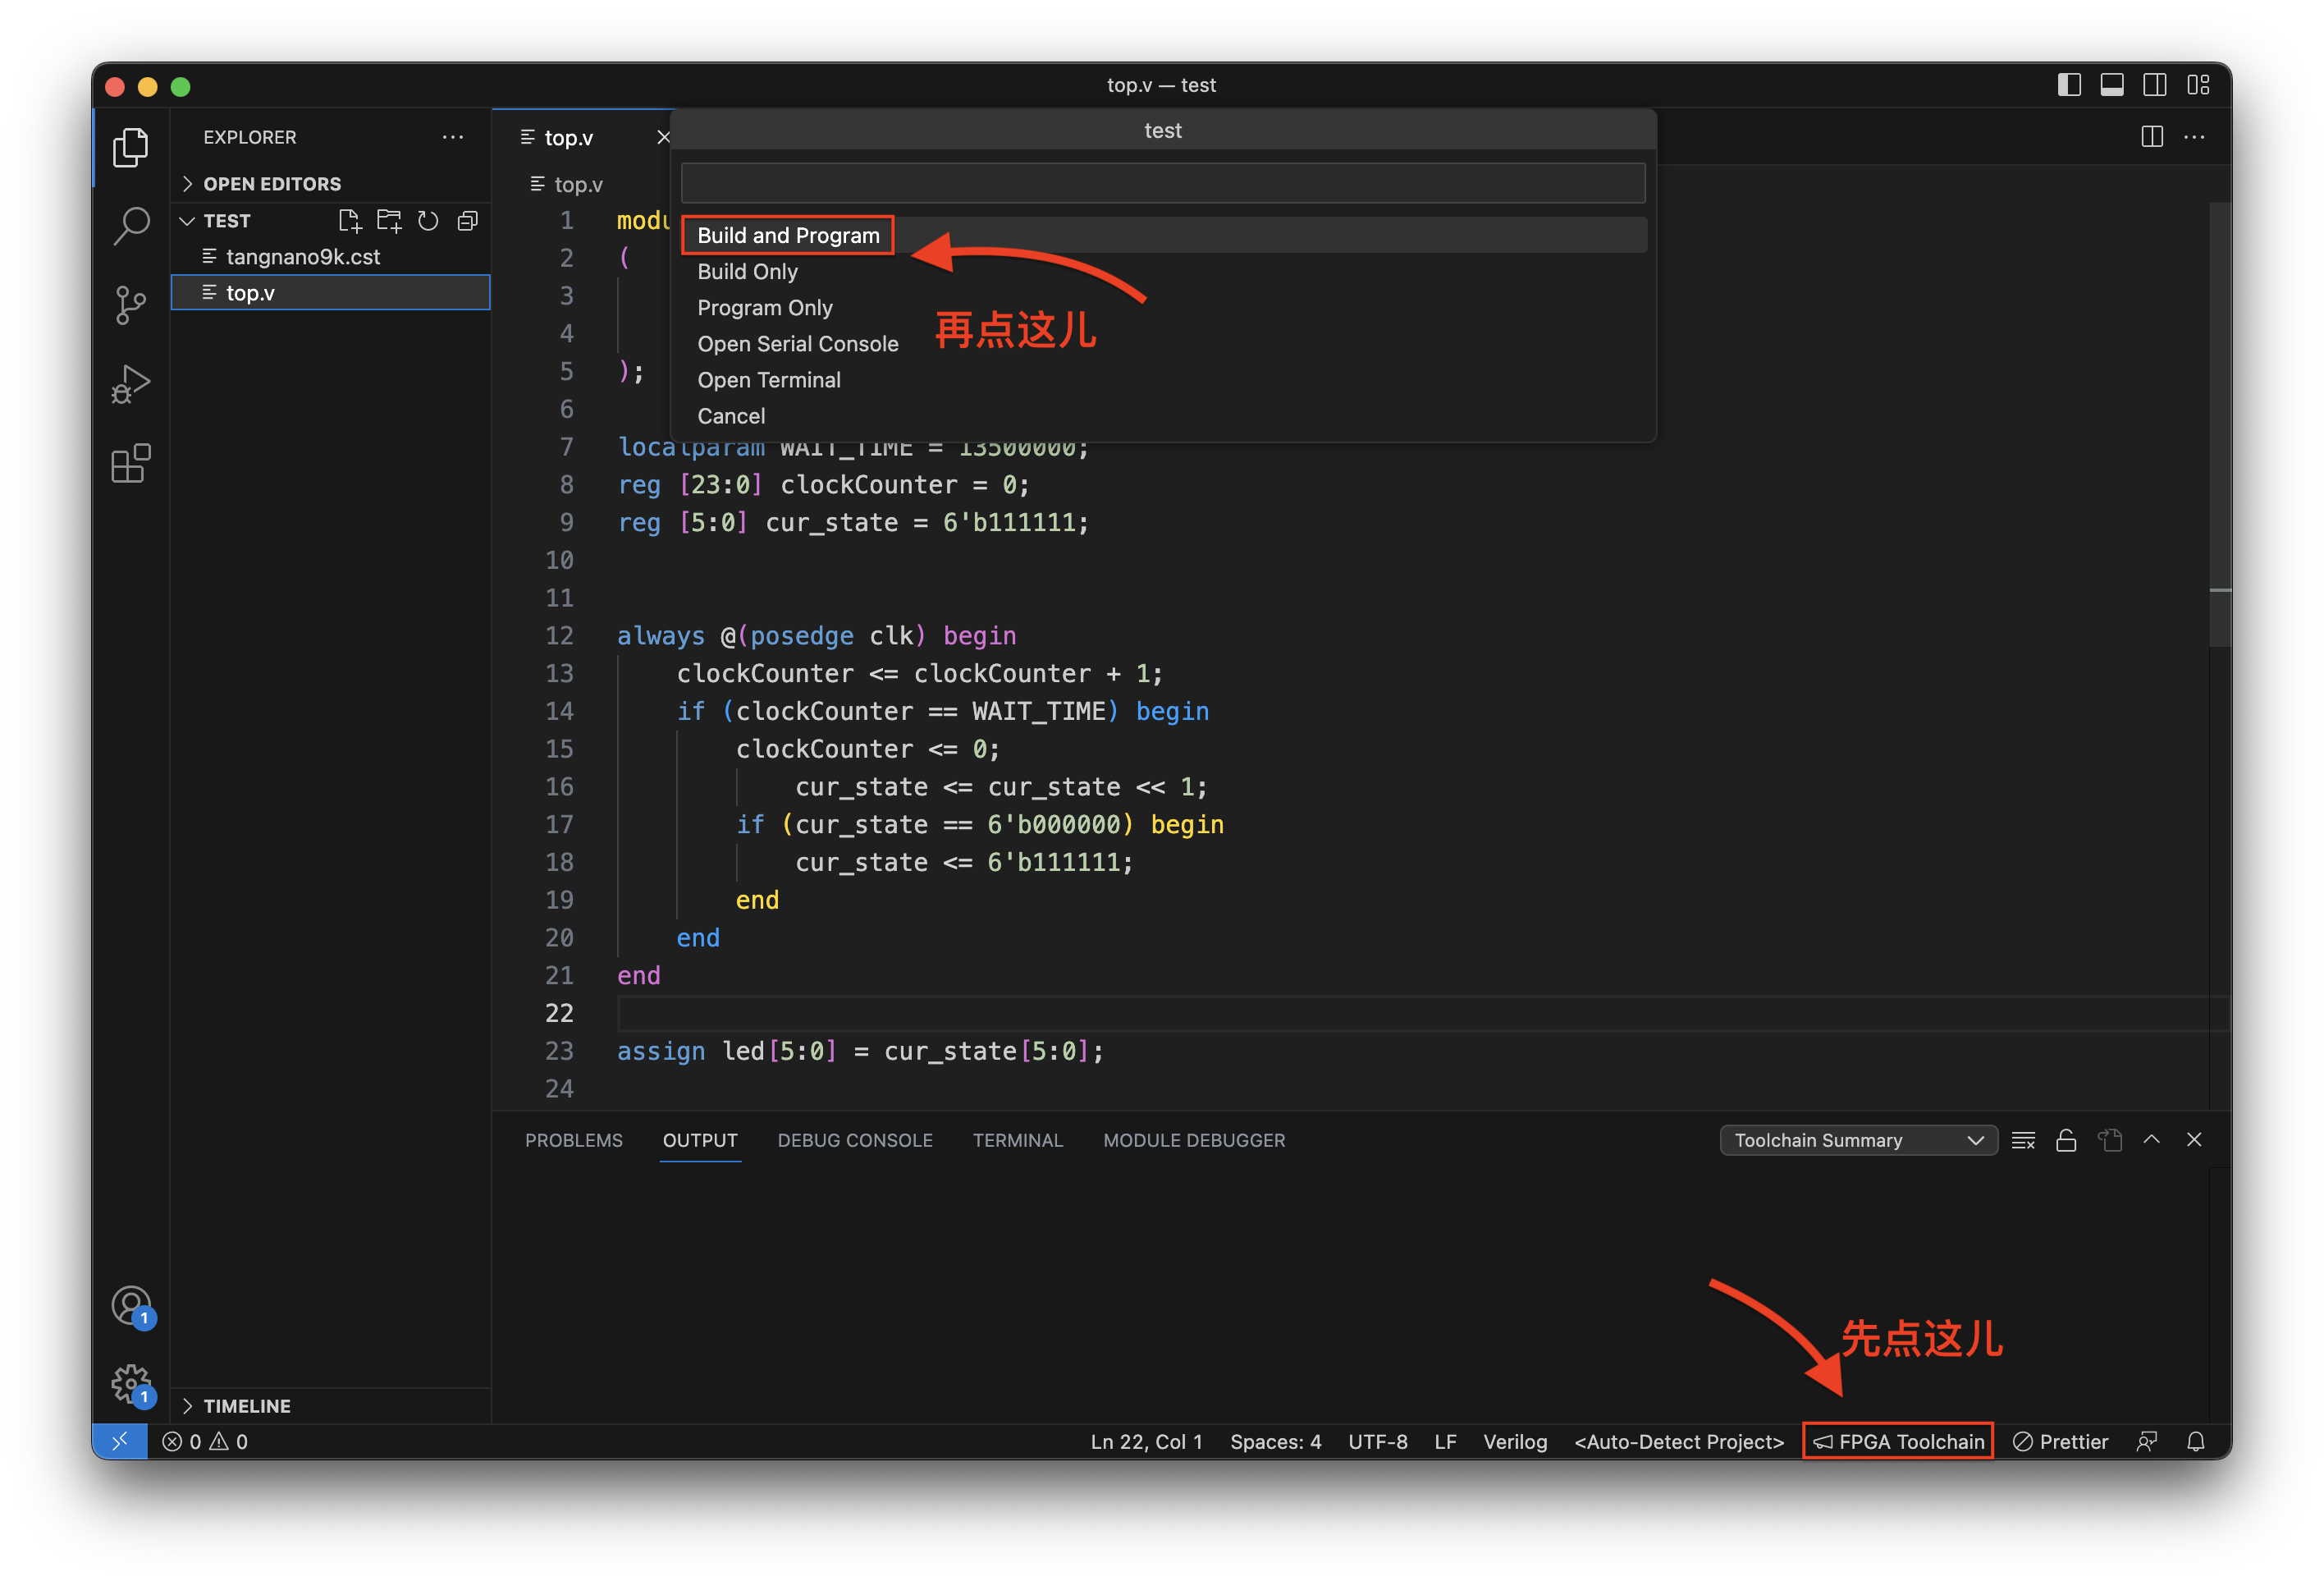 top.v — test
EXPLORER
OPEN EDITORS
TEST
tangnano9k.cst
top.v
TIMELINE
top.v
top.v
test
Build and Program
Build Only
Program Only
Open Serial Console
Open Terminal
Cancel
再点这儿
1
2 (
3
4
5 );
6
7 localparam WAIT_TIME = 13500000;
8 reg [23:0] clockCounter = 0;
9 reg [5:0] cur_state = 6'b111111;
10
11
12 always @(posedge clk) begin
13 clockCounter <= clockCounter + 1;
14 if (clockCounter == WAIT_TIME) begin
15 clockCounter <= 0;
16 cur_state <= cur_state << 1;
17 if (cur_state == 6'b000000) begin
18 cur_state <= 6'b111111;
19 end
20 end
21 end
22
23 assign led[5:0] = cur_state[5:0];
24
PROBLEMS OUTPUT DEBUG CONSOLE TERMINAL MODULE DEBUGGER Toolchain Summary
先点这儿
1
1
0 0 Ln 22, Col 1 Spaces: 4 UTF-8 LF Verilog <Auto-Detect Project> FPGA Toolchain Prettier